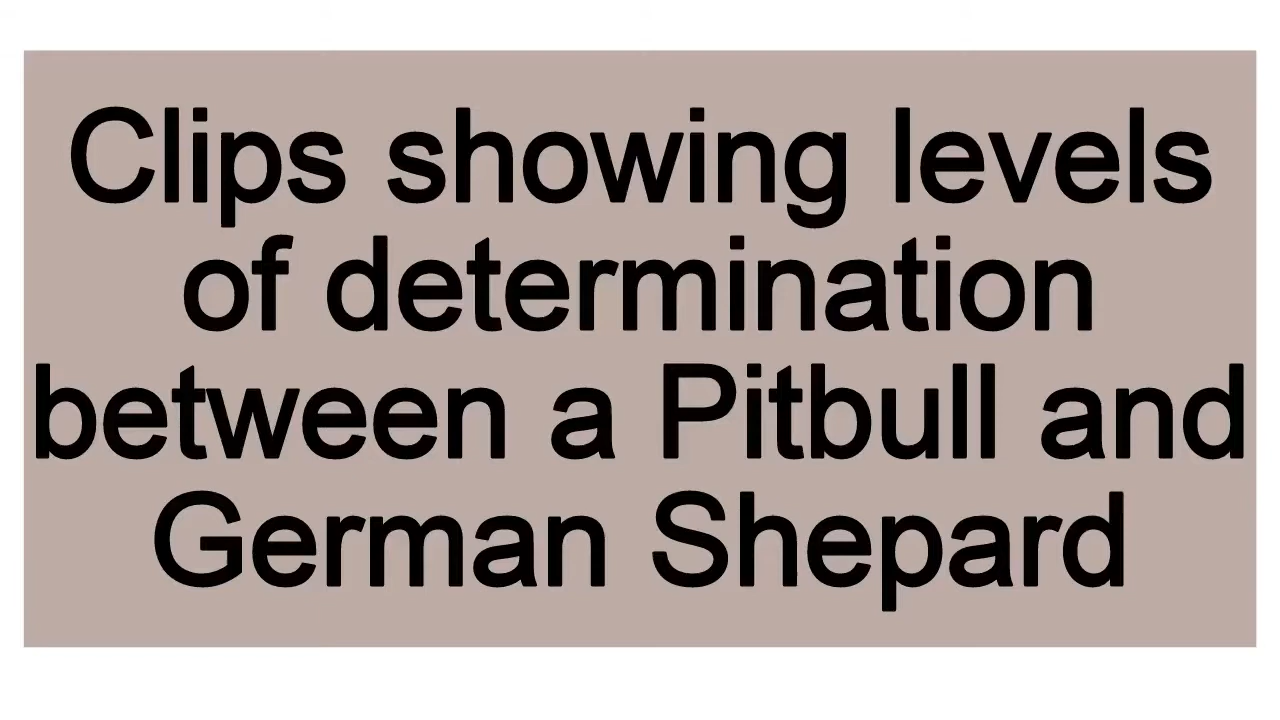 Clips showing levels
of determination
between a Pitbull and
German Shepard